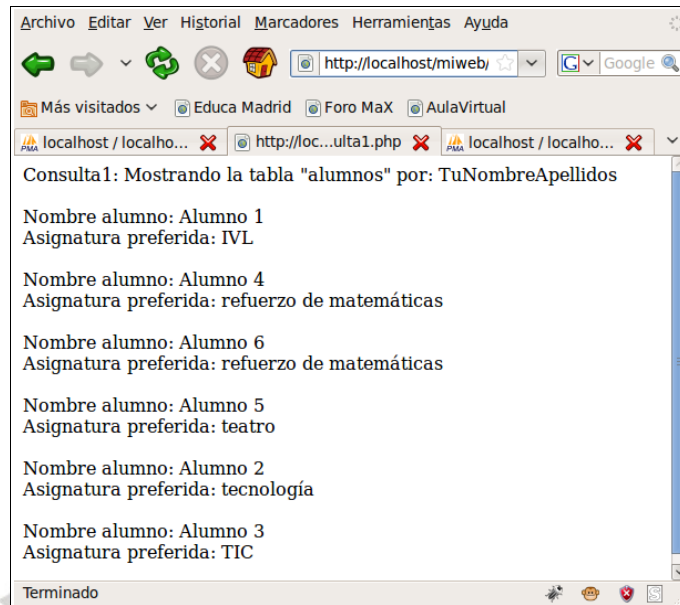 Archivo Editar Ver Historial Marcadores Herramientas Ayuda
http://localhost/miweb/ G Google
Más visitados Educa Madrid Foro MaX AulaVirtual
PMA localhost / localho... http://loc...ulta1.php PMA localhost / localho...
Consulta1: Mostrando la tabla "alumnos" por: TuNombreApellidos
Nombre alumno: Alumno 1
Asignatura preferida: IVL
Nombre alumno: Alumno 4
Asignatura preferida: refuerzo de matemáticas
Nombre alumno: Alumno 6
Asignatura preferida: refuerzo de matemáticas
Nombre alumno: Alumno 5
Asignatura preferida: teatro
Nombre alumno: Alumno 2
Asignatura preferida: tecnología
Nombre alumno: Alumno 3
Asignatura preferida: TIC
Terminado S